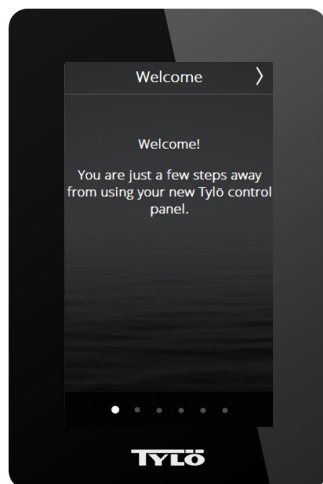 Welcome
Welcome!
You are just a few steps away
from using your new Tylö control
panel.
TYLÖ